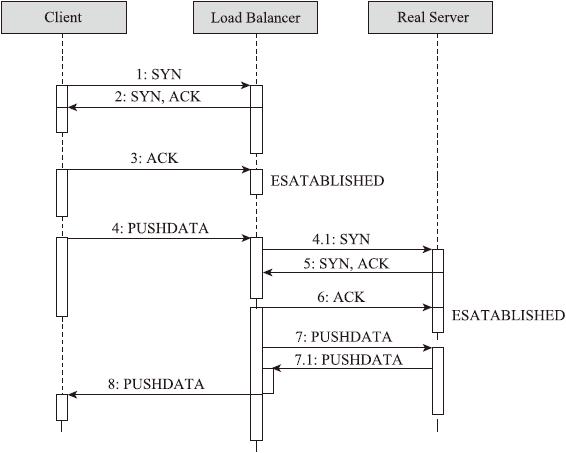 Client
Load Balancer
Real Server
1: SYN
2: SYN, ACK
3: ACK
ESATABLISHED
4: PUSHDATA
4.1: SYN
5: SYN, ACK
6: ACK
ESATABLISHED
7: PUSHDATA
7.1: PUSHDATA
8: PUSHDATA